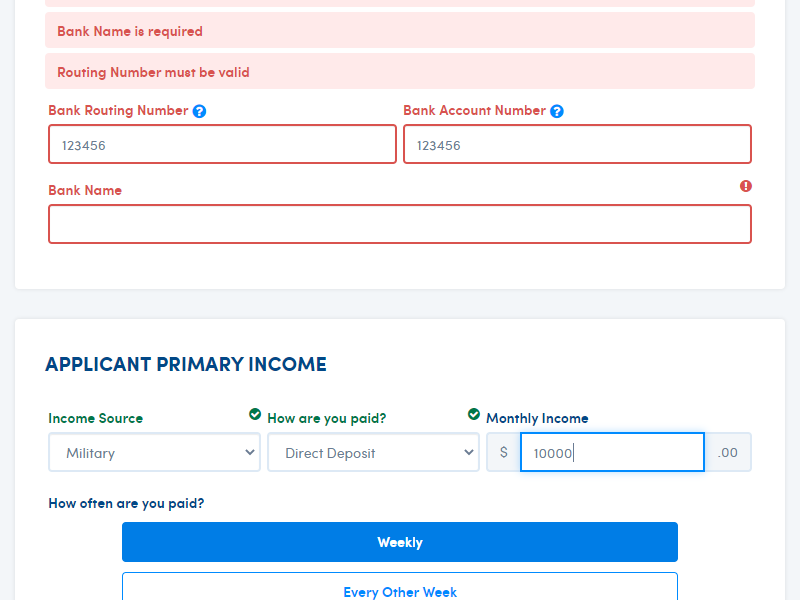 Bank Name is required
Routing Number must be valid
Bank Routing Number ?
Bank Account Number ?
123456
123456
Bank Name
!
APPLICANT PRIMARY INCOME
Income Source
How are you paid?
Monthly Income
Military
Direct Deposit
$ 10000 .00
How often are you paid?
Weekly
Every Other Week